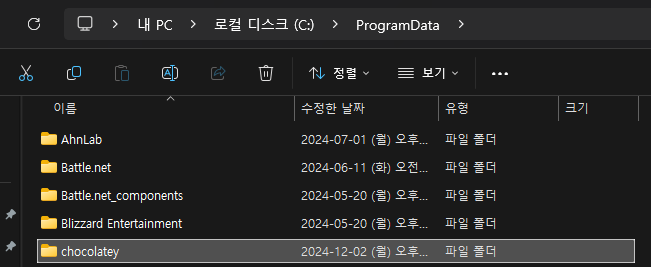 내 PC > 로컬 디스크 (C:) > ProgramData >
정렬 보기 ...
이름 수정한 날짜 유형 크기
AhnLab 2024-07-01 (월) 오후... 파일 폴더
Battle.net 2024-06-11 (화) 오전... 파일 폴더
Battle.net_components 2024-05-20 (월) 오후... 파일 폴더
Blizzard Entertainment 2024-05-20 (월) 오후... 파일 폴더
chocolatey 2024-12-02 (월) 오후... 파일 폴더